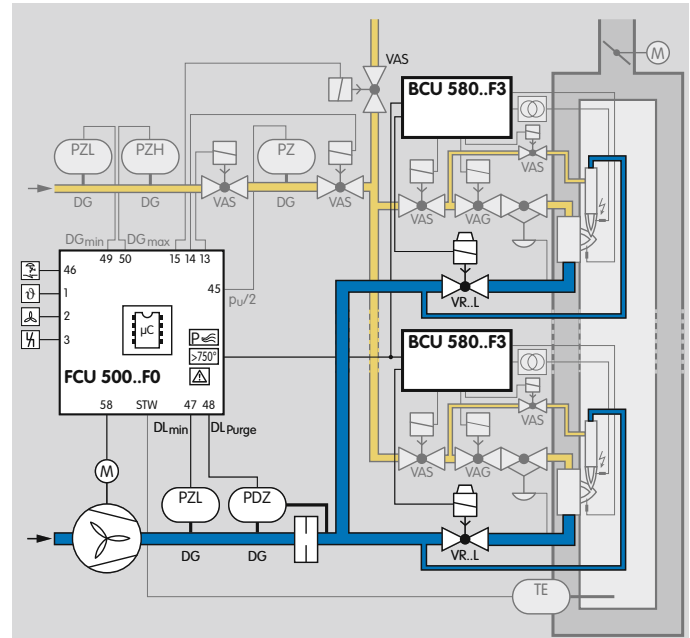 M
VAS
BCU 580..F3
PZL
PZH
PZ
DG
DG
VAS
DG
VAS
VAS
VAS
VAG
DGmin
DGmax
49
50
15
14
13
46
1
2
3
45
pu/2
µC
P
>750°
FCU 500..F0
VR..L
BCU 580..F3
58
STW
47
48
DLmin
DLPurge
VAS
VAS
VAG
M
PZL
PDZ
DG
DG
VR..L
TE